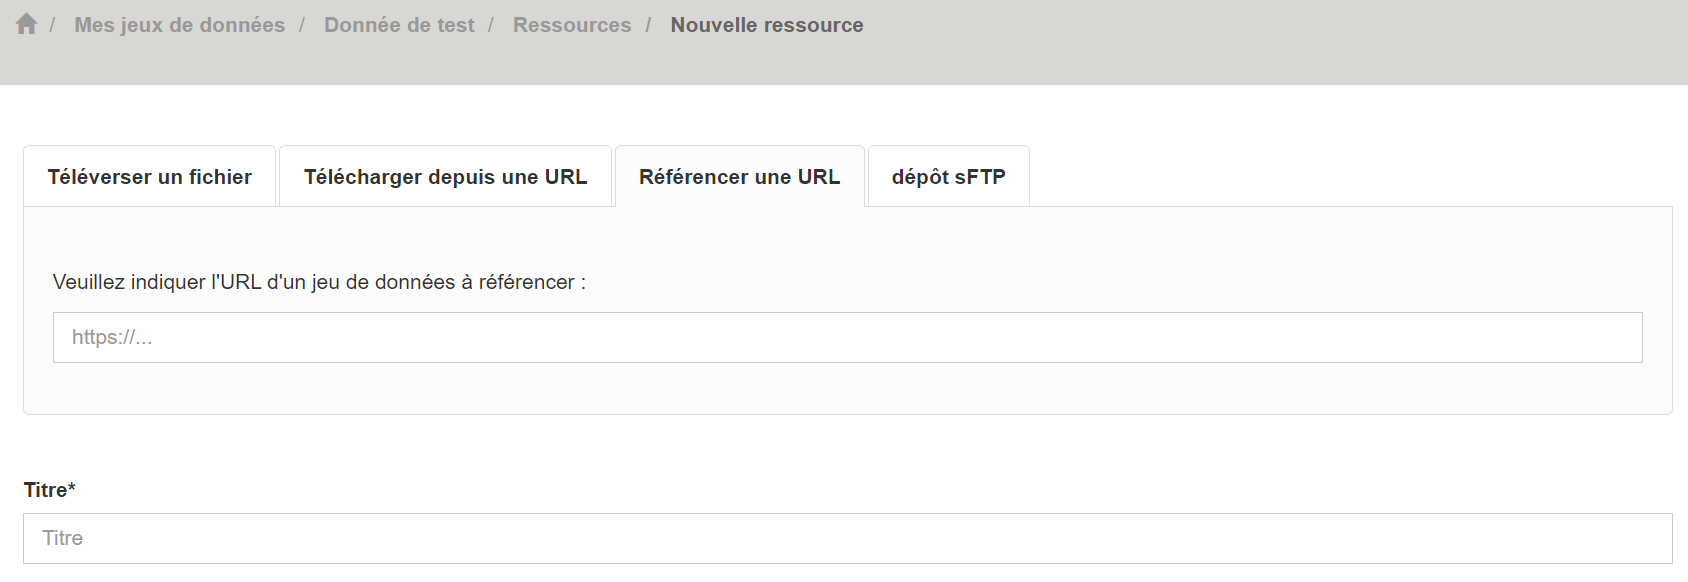 / Mes jeux de données / Donnée de test / Ressources / Nouvelle ressource
Téléverser un fichier Télécharger depuis une URL Référencer une URL dépôt sFTP
Veuillez indiquer l'URL d'un jeu de données à référencer :
https://...
Titre*
Titre